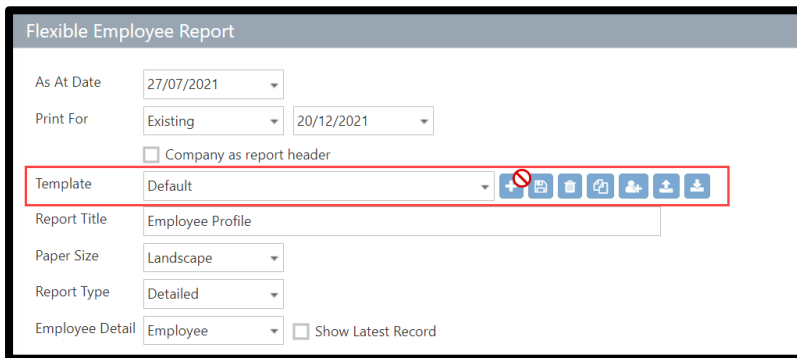 Flexible Employee Report
As At Date 27/07/2021
Print For Existing 20/12/2021
Company as report header
Template Default
Report Title Employee Profile
Paper Size Landscape
Report Type Detailed
Employee Detail Employee Show Latest Record